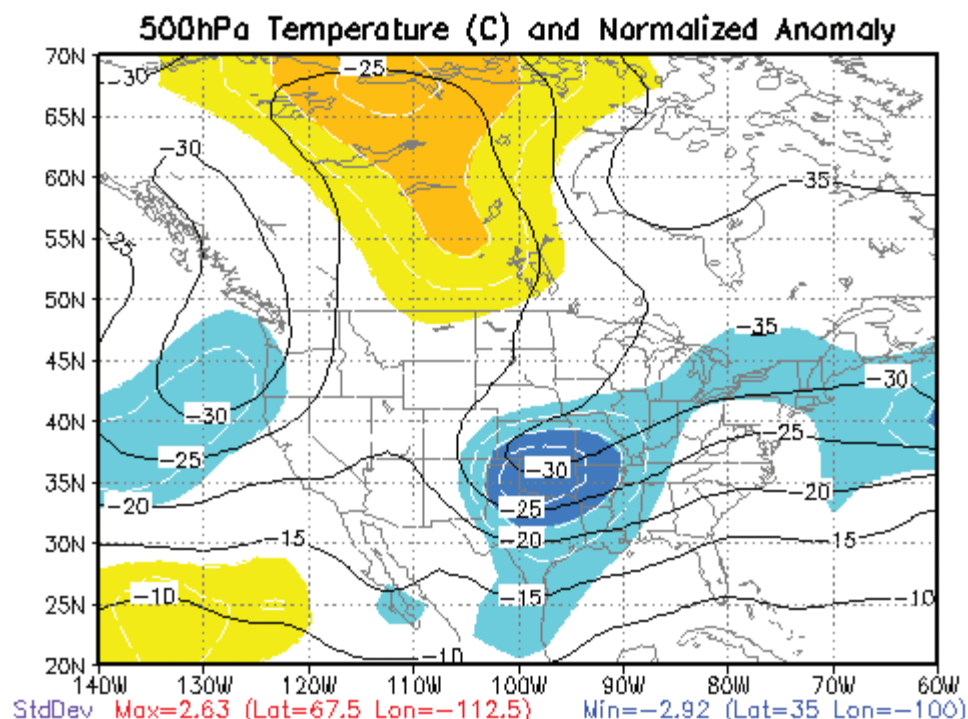 500hPa Temperature (C) and Normalized Anomaly
70N
-30
-25
65N
-30
60N
-35
55N
-25
50N
-35
45N
-30
40N
-30
-25
-25
-30
35N
-20
-25
-20
-20
30N
-15
-15
-15
25N
-10
-10
20N
-10
140W 130W 120W 110W 100W 90W 80W 70W 60W
StdDev Max=2.63 (Lat=67.5 Lon=-112.5) Min=-2.92 (Lat=35 Lon=-100)